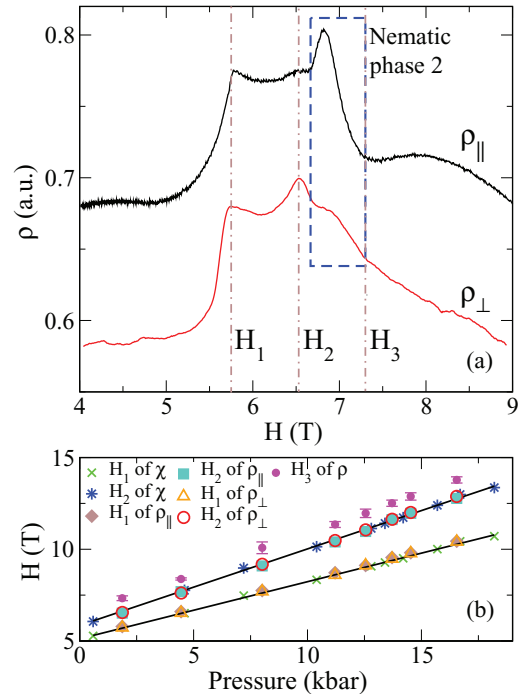 0.8
0.7
0.6
ρ (a.u.)
Nematic
phase 2
ρ∥
ρ⊥
H₁ H₂ H₃
(a)
4 5 6 7 8 9
H (T)
15
10
5
H (T)
H₁ of χ H₂ of ρ∥ H₃ of ρ
H₂ of χ H₁ of ρ⊥
H₁ of ρ∥ H₂ of ρ⊥
(b)
0 5 10 15 20
Pressure (kbar)